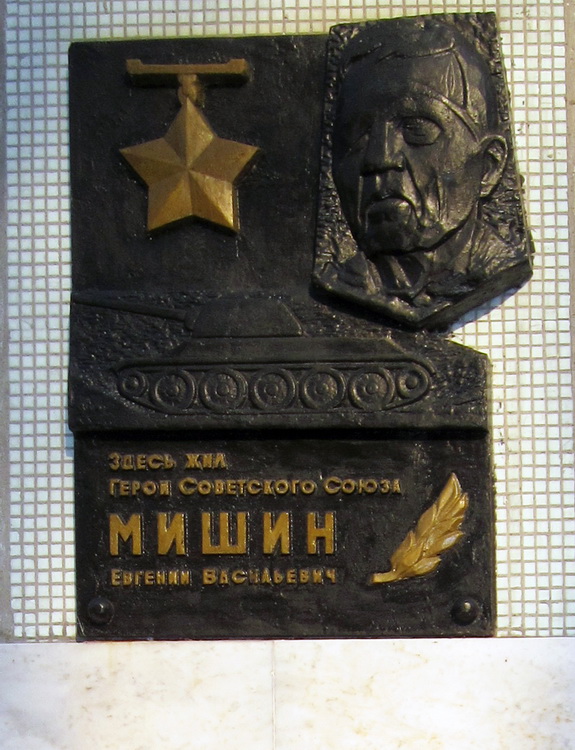 Здесь жил
Герой Советского Союза
МИШИН
Евгений Васильевич